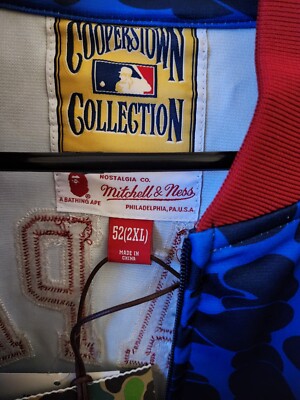 COOPERSTOWN
COLLECTION
NOSTALGIA CO.
Mitchell & Ness
A BATHING APE
PHILADELPHIA, PA. U.S.A.
52(2XL)
MADE IN
CHINA